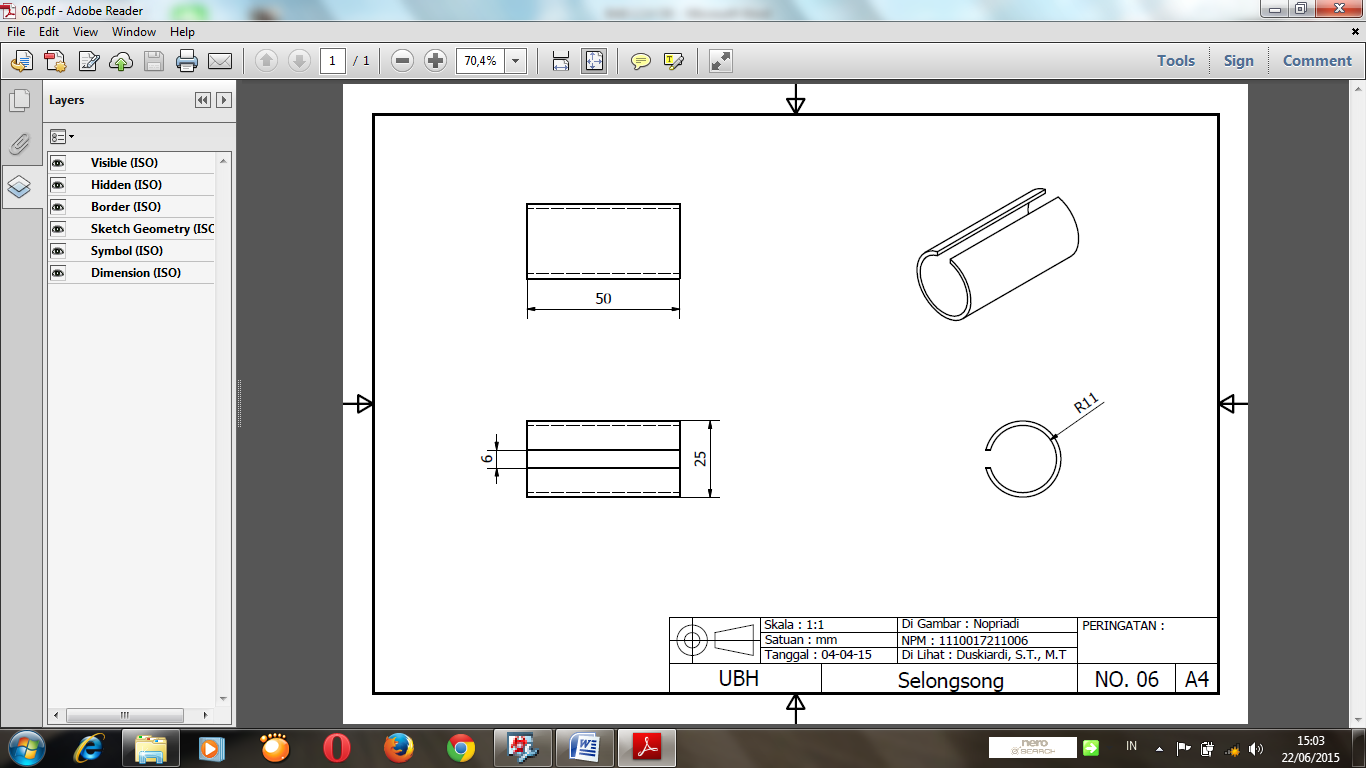 06.pdf - Adobe Reader
File Edit View Window Help
1 / 1 70,4% Tools Sign Comment
Layers
Visible (ISO)
Hidden (ISO)
Border (ISO)
Sketch Geometry (ISC
Symbol (ISO)
Dimension (ISO)
50
6
25
R11
Skala : 1:1
Satuan : mm
Tanggal : 04-04-15
Di Gambar : Nopriadi
NPM : 1110017211006
Di Lihat : Duskiardi, S.T., M.T
PERINGATAN :
UBH
Selongsong
NO. 06
A4
nero
SEARCH
IN
15:03
22/06/2015